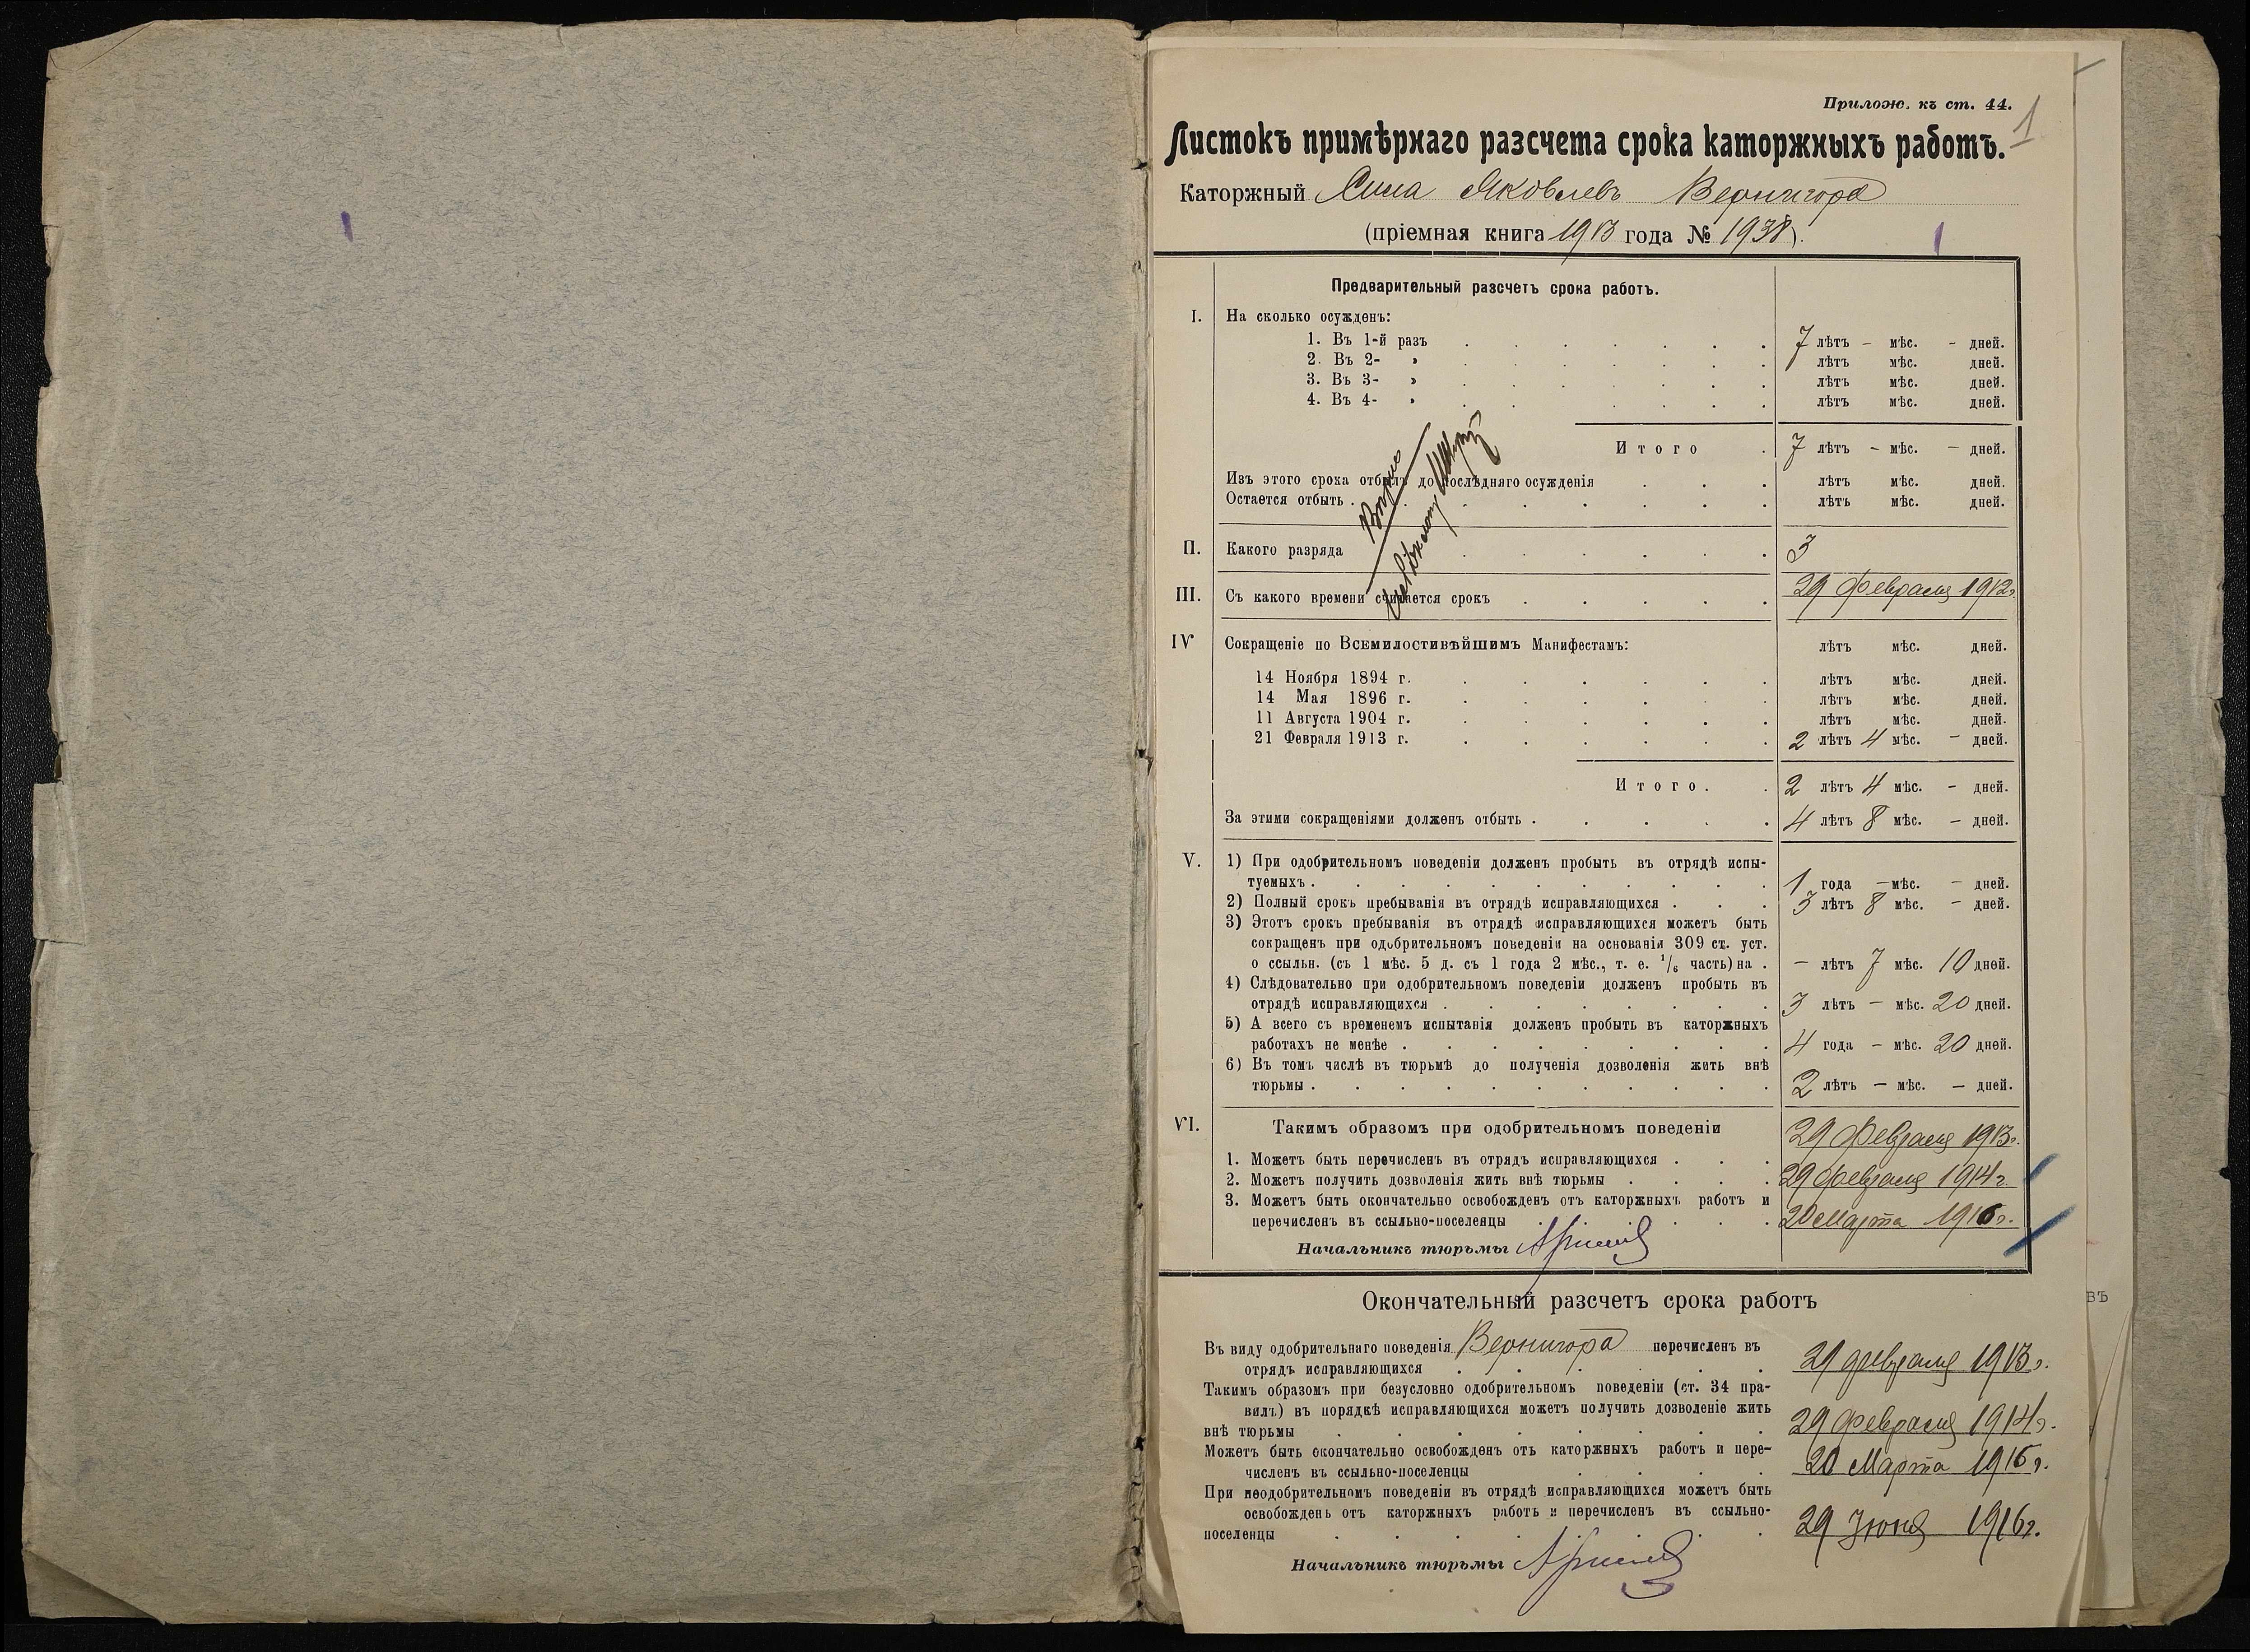 Прилож. къ ст. 44.
1
Листокъ примѣрнаго разсчета срока каторжныхъ работъ.
Каторжный Сила Яковлевъ Вернигора
(пріемная книга 1913 года № 1938).
1
Предварительный разсчетъ срока работъ.
I. На сколько осужденъ:
1. Въ 1-й разъ . . . . . . 7 лѣтъ - мѣс. - дней.
2. Въ 2- » . . . . . . лѣтъ мѣс. дней.
3. Въ 3- » . . . . . . лѣтъ мѣс. дней.
4. Въ 4- » . . . . . . лѣтъ мѣс. дней.
Итого . 7 лѣтъ - мѣс. - дней.
Изъ этого срока отбылъ до послѣдняго осужденія . . . лѣтъ мѣс. дней.
Остается отбыть . . . . . . . лѣтъ мѣс. дней.
II. Какого разряда . . . . . . 3
III. Съ какого времени считается срокъ . . . . . 29 Февраля 1912 г.
IV Сокращеніе по Всемилостивѣйшимъ Манифестамъ: лѣтъ мѣс. дней.
14 Ноября 1894 г. . . . . . . лѣтъ мѣс. дней.
14 Мая 1896 г. . . . . . . лѣтъ мѣс. дней.
11 Августа 1904 г. . . . . . . лѣтъ мѣс. дней.
21 Февраля 1913 г. . . . . . . 2 лѣтъ 4 мѣс. - дней.
Итого. . 2 лѣтъ 4 мѣс. - дней.
За этими сокращеніями долженъ отбыть . . . . . 4 лѣтъ 8 мѣс. - дней.
V. 1) При одобрительномъ поведеніи долженъ пробыть въ отрядѣ испы-
туемыхъ . . . . . . . . . 1 года - мѣс. - дней.
2) Полный срокъ пребыванія въ отрядѣ исправляющихся . . . 3 лѣтъ 8 мѣс. - дней.
3) Этотъ срокъ пребыванія въ отрядѣ исправляющихся можетъ быть
сокращенъ при одобрительномъ поведеніи на основаніи 309 ст. уст.
о ссыльн. (съ 1 мѣс. 5 д. съ 1 года 2 мѣс., т. е. 1/6 часть) на . - лѣтъ 7 мѣс. 10 дней.
4) Слѣдовательно при одобрительномъ поведеніи долженъ пробыть въ
отрядѣ исправляющихся . . . . . . . 3 лѣтъ - мѣс. 20 дней.
5) А всего съ временемъ испытанія долженъ пробыть въ каторжныхъ
работахъ не менѣе . . . . . . . 4 года - мѣс. 20 дней.
6) Въ томъ числѣ въ тюрьмѣ до полученія дозволенія жить внѣ
тюрьмы . . . . . . . . . 2 лѣтъ - мѣс. - дней.
VI. Такимъ образомъ при одобрительномъ поведеніи
1. Можетъ быть перечисленъ въ отрядъ исправляющихся . . . 29 Февраля 1913 г.
2. Можетъ получить дозволенія жить внѣ тюрьмы . . . . 29 Февраля 1914 г.
3. Можетъ быть окончательно освобожденъ отъ каторжныхъ работъ и
перечисленъ въ ссыльно-поселенцы . . . . . 20 Марта 1916 г.
Начальникъ тюрьмы
Окончательный разсчетъ срока работъ
Въ виду одобрительнаго поведенія Вернигора перечисленъ въ
отрядъ исправляющихся . . . . . . 29 февраля 1913 г.
Такимъ образомъ при безусловно одобрительномъ поведеніи (ст. 34 пра-
вилъ) въ порядкѣ исправляющихся можетъ получить дозволеніе жить
внѣ тюрьмы . . . . . . . . 29 Февраля 1914 г.
Можетъ быть окончательно освобожденъ отъ каторжныхъ работъ и пере-
численъ въ ссыльно-поселенцы . . . . 20 Марта 1916 г.
При неодобрительномъ поведеніи въ отрядѣ исправляющихся можетъ быть
освобожденъ отъ каторжныхъ работъ и перечисленъ въ ссыльно-
поселенцы . . . . . . . . 29 Июня 1916 г.
Начальникъ тюрьмы
въ